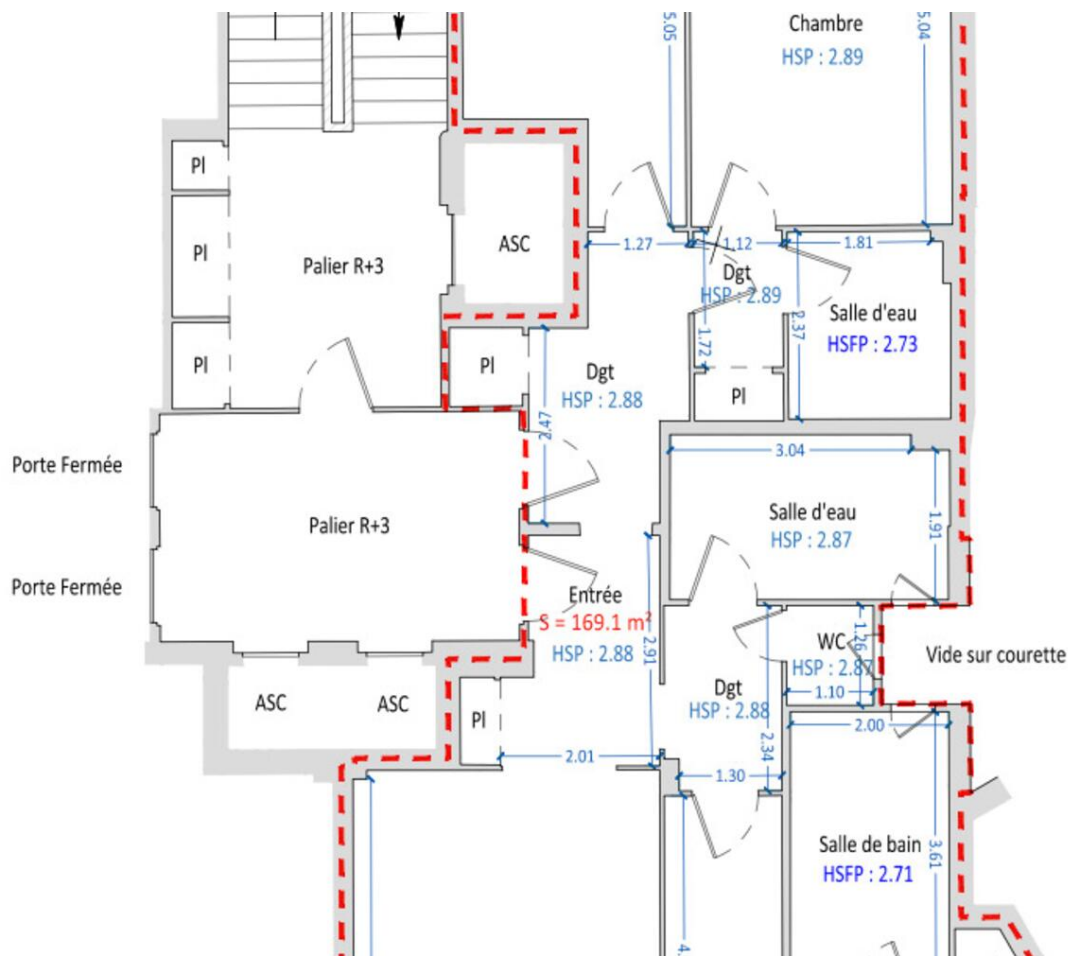 5.05
Chambre
HSP : 2.89
5.04
Pl
Pl
Palier R+3
ASC
1.27
1.12
1.81
Dgt
HSP : 2.89
1.72
2.37
Salle d'eau
HSFP : 2.73
Pl
Pl
Dgt
HSP : 2.88
Pl
2.47
3.04
Porte Fermée
Palier R+3
Salle d'eau
HSP : 2.87
1.91
Porte Fermée
Entrée
S = 169.1 m²
HSP : 2.88
2.91
WC
HSP : 2.87
1.26
1.10
Vide sur courette
ASC
ASC
Pl
Dgt
HSP : 2.88
2.34
2.00
2.01
1.30
Salle de bain
HSFP : 2.71
3.61